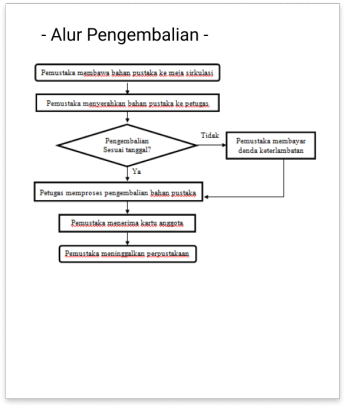 - Alur Pengembalian -
Pemustaka membawa bahan pustaka ke meja sirkulasi
Pemustaka menyerahkan bahan pustaka ke petugas
Pengembalian
Sesuai tanggal?
Tidak
Pemustaka membayar
denda keterlambatan
Ya
Petugas memproses pengembalian bahan pustaka
Pemustaka menerima kartu anggota
Pemustaka meninggalkan perpustakaan